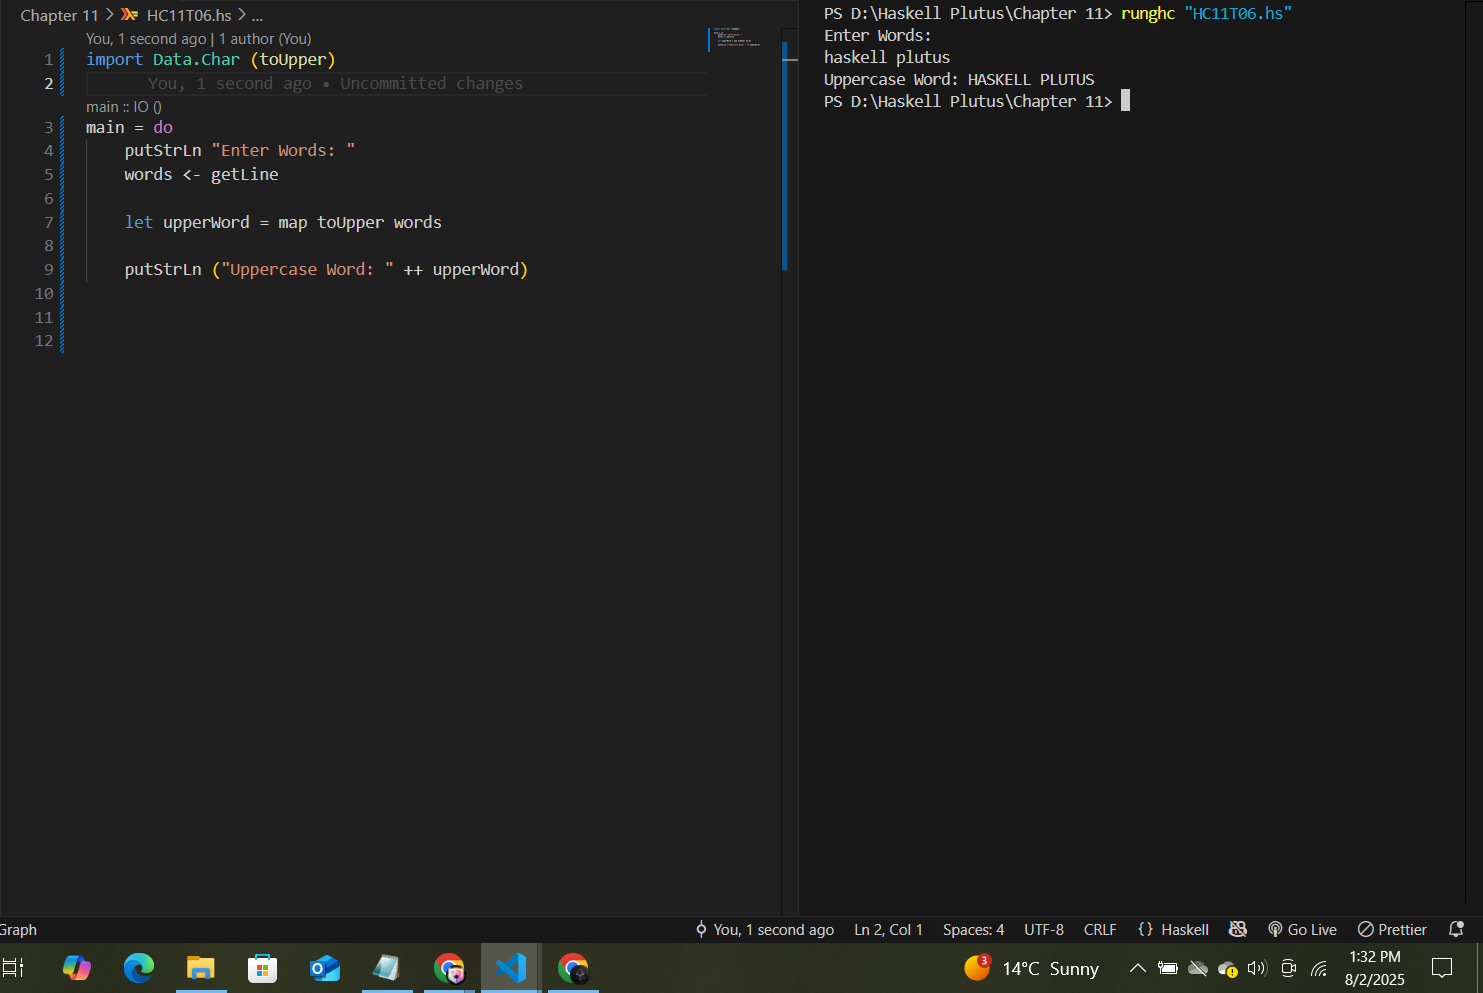 Chapter 11 > HC11T06.hs > ...
You, 1 second ago | 1 author (You)
1 import Data.Char (toUpper)
2 You, 1 second ago • Uncommitted changes
main :: IO ()
3 main = do
4 putStrLn "Enter Words: "
5 words <- getLine
6
7 let upperWord = map toUpper words
8
9 putStrLn ("Uppercase Word: " ++ upperWord)
10
11
12
PS D:\Haskell Plutus\Chapter 11> runghc "HC11T06.hs"
Enter Words:
haskell plutus
Uppercase Word: HASKELL PLUTUS
PS D:\Haskell Plutus\Chapter 11>
Graph You, 1 second ago Ln 2, Col 1 Spaces: 4 UTF-8 CRLF {} Haskell Go Live Prettier
3 14°C Sunny 1:32 PM
8/2/2025